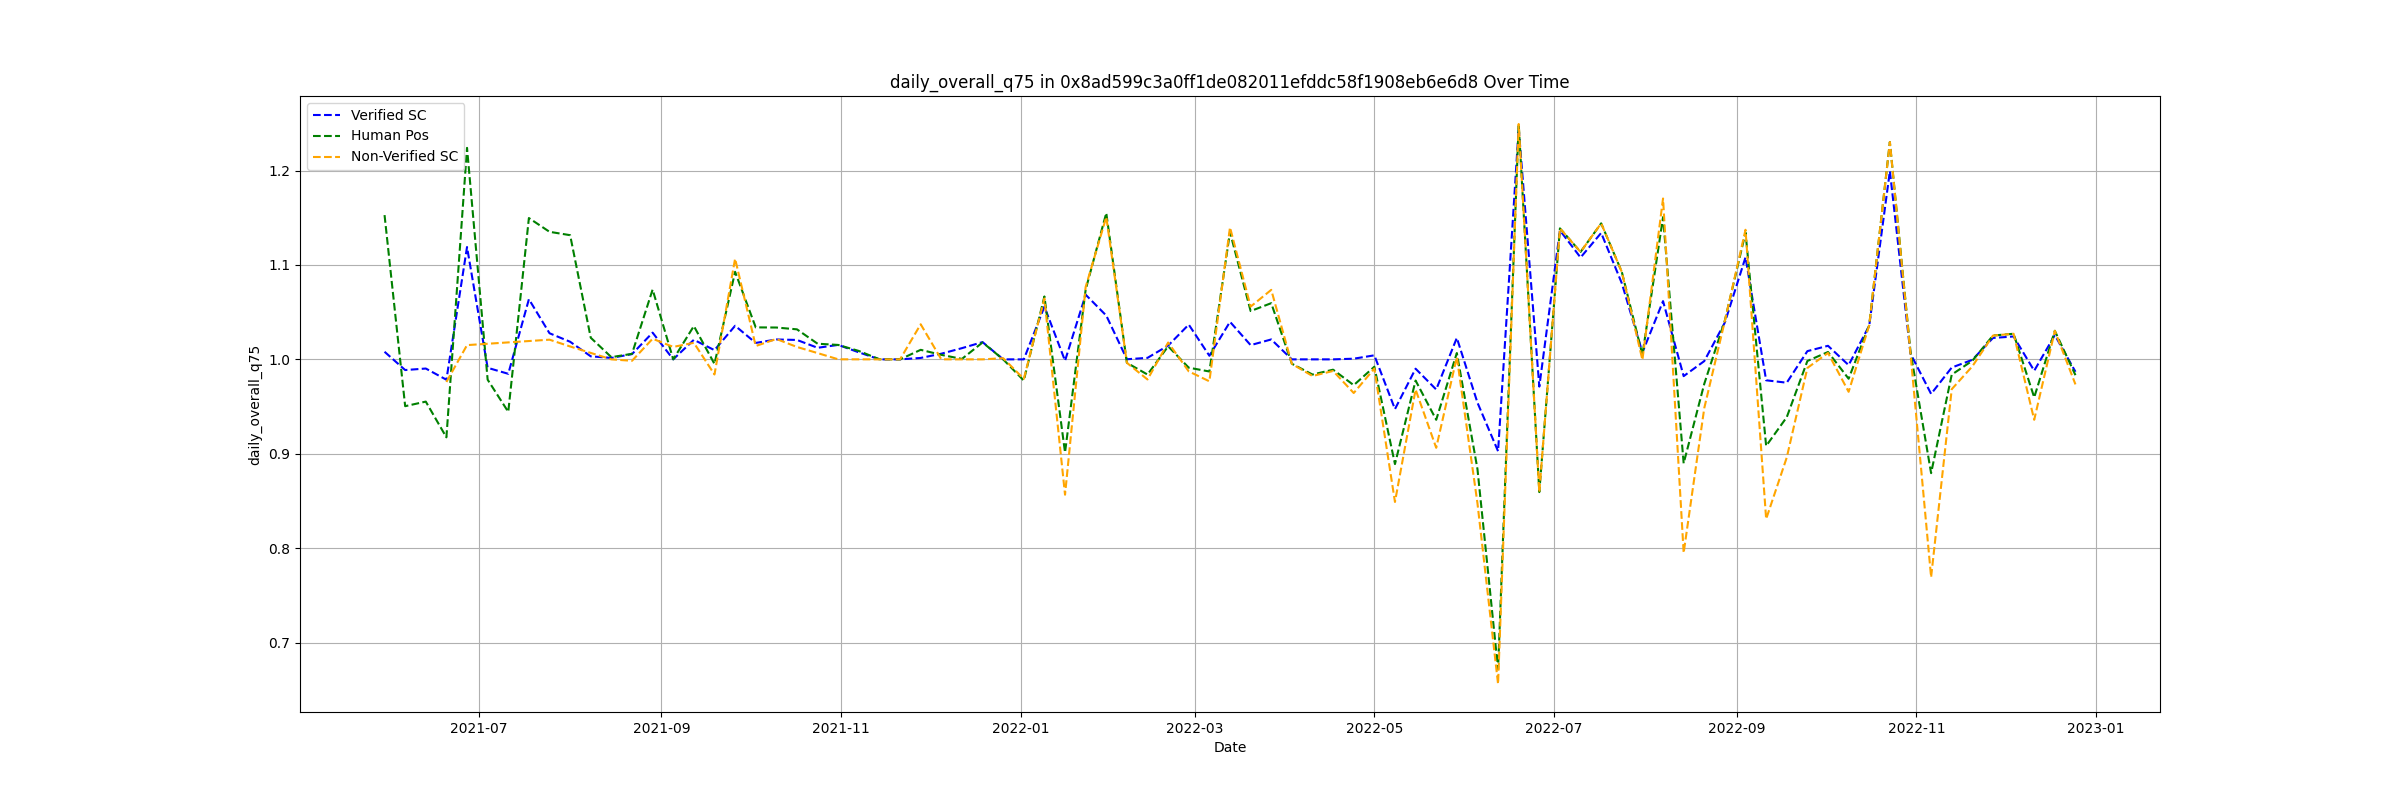 daily_overall_q75 in 0x8ad599c3a0ff1de082011efddc58f1908eb6e6d8 Over Time
Verified SC
Human Pos
Non-Verified SC
daily_overall_q75
1.2
1.1
1.0
0.9
0.8
0.7
2021-07 2021-09 2021-11 2022-01 2022-03 2022-05 2022-07 2022-09 2022-11 2023-01
Date